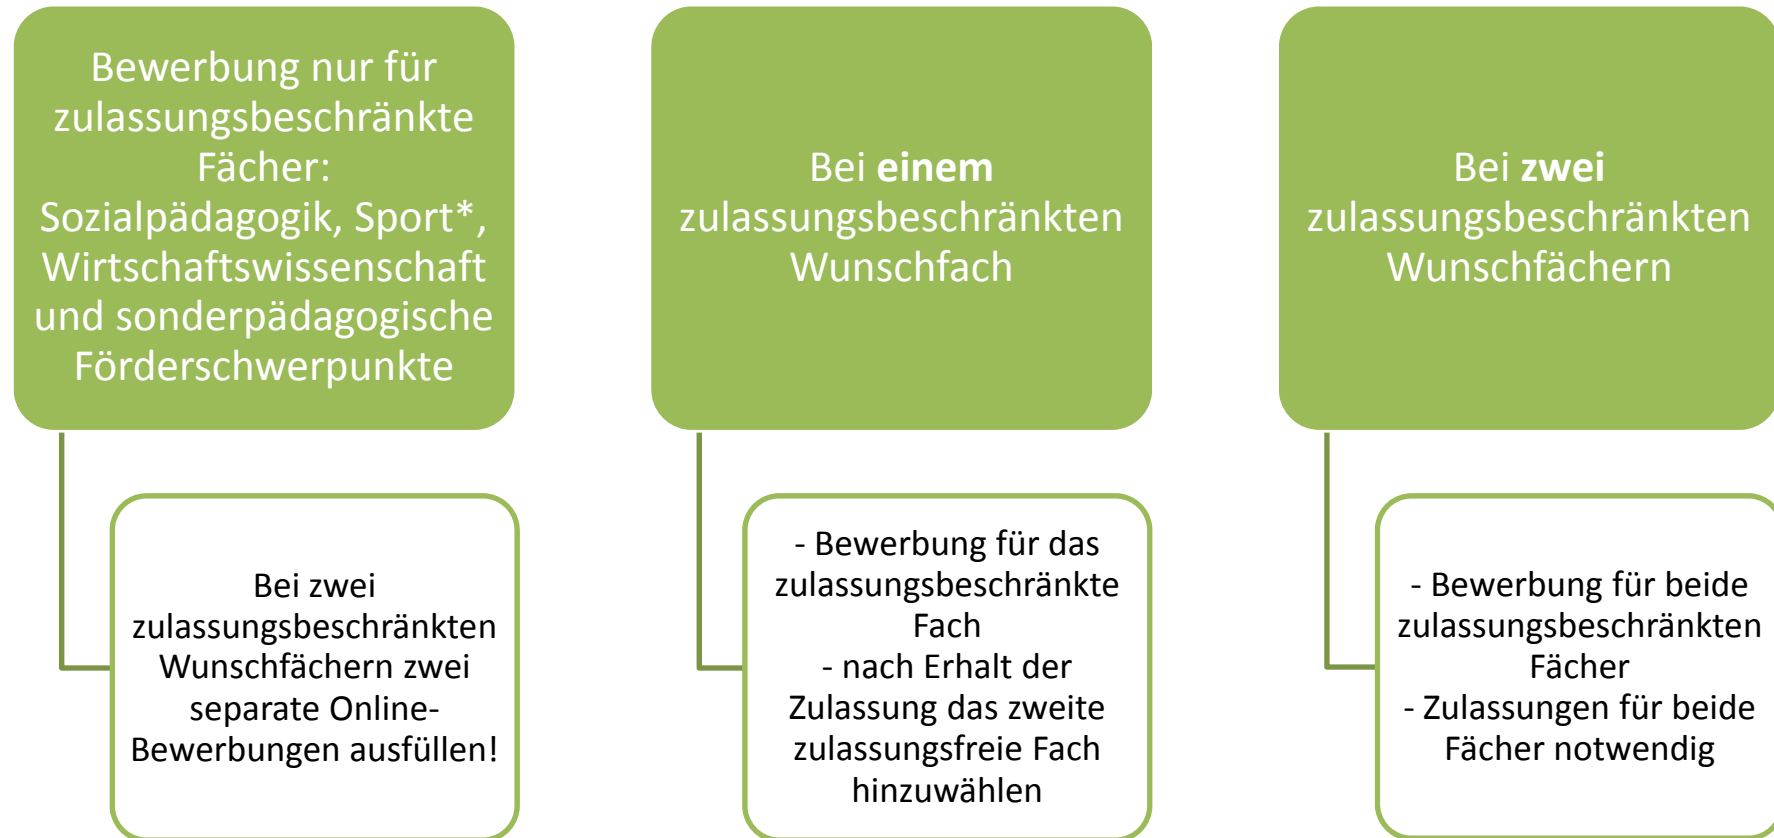 Bewerbung nur für
zulassungsbeschränkte
Fächer:
Sozialpädagogik, Sport*,
Wirtschaftswissenschaft
und sonderpädagogische
Förderschwerpunkte
Bei zwei
zulassungsbeschränkten
Wunschfächern zwei
separate Online-
Bewerbungen ausfüllen!
Bei einem
zulassungsbeschränkten
Wunschfach
- Bewerbung für das
zulassungsbeschränkte
Fach
- nach Erhalt der
Zulassung das zweite
zulassungsfreie Fach
hinzuwählen
Bei zwei
zulassungsbeschränkten
Wunschfächern
- Bewerbung für beide
zulassungsbeschränkten
Fächer
- Zulassungen für beide
Fächer notwendig